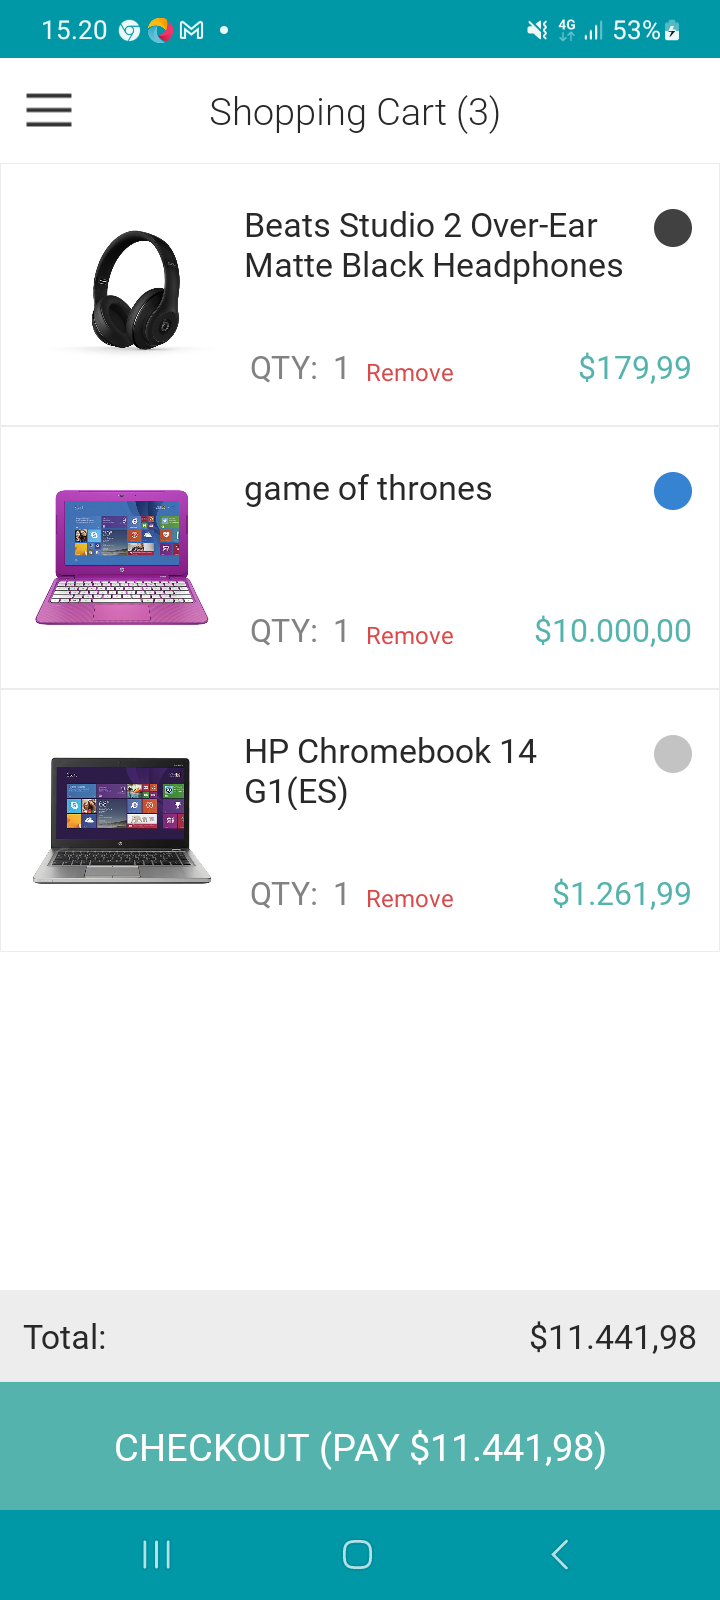 15.20
4G
53%
Shopping Cart (3)
Beats Studio 2 Over-Ear
Matte Black Headphones
QTY: 1 Remove $179,99
game of thrones
QTY: 1 Remove $10.000,00
HP Chromebook 14
G1(ES)
QTY: 1 Remove $1.261,99
Total: $11.441,98
CHECKOUT (PAY $11.441,98)